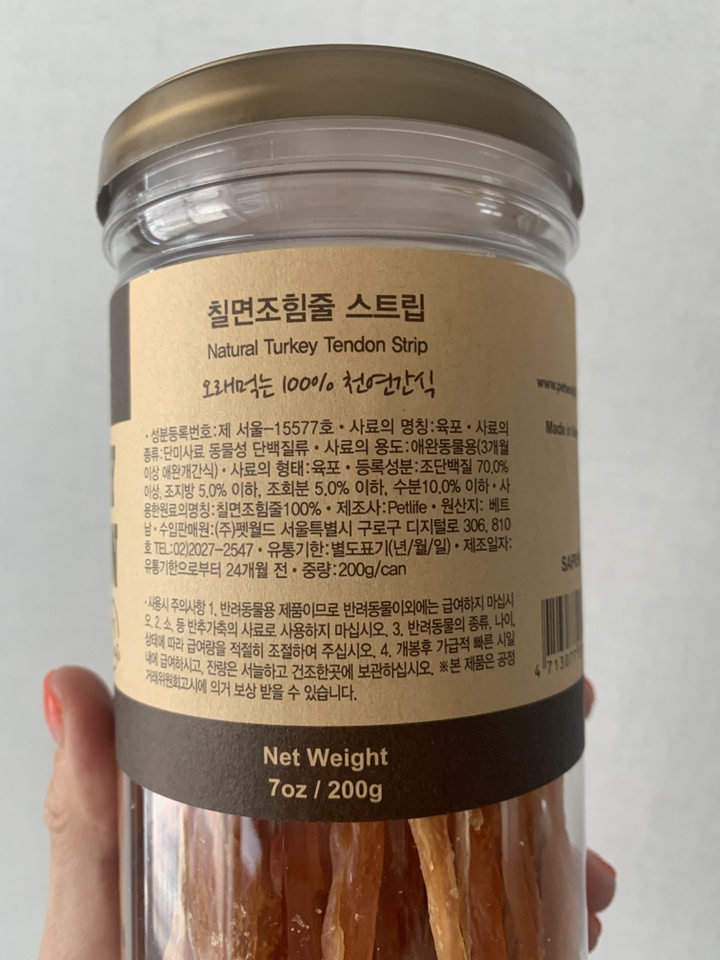 칠면조힘줄 스트립
Natural Turkey Tendon Strip
오래먹는 100% 천연간식
• 성분등록번호:제 서울-15577호 • 사료의 명칭:육포 • 사료의
종류:단미사료 동물성 단백질류 • 사료의 용도:애완동물용(3개월
이상 애완개간식) • 사료의 형태:육포 • 등록성분:조단백질 70.0%
이상, 조지방 5.0% 이하, 조회분 5.0% 이하, 수분10.0% 이하 • 사
용한원료의명칭:칠면조힘줄100% • 제조사:Petlife • 원산지: 베트
남 • 수입판매원:(주)펫월드 서울특별시 구로구 디지털로 306, 810
호 TEL:02)2027-2547 • 유통기한:별도표기(년/월/일) • 제조일자:
유통기한으로부터 24개월 전 • 중량:200g/can
• 사용시 주의사항 1. 반려동물용 제품이므로 반려동물이외에는 급여하지 마십시
오. 2. 소, 등 반추가축의 사료로 사용하지 마십시오. 3. 반려동물의 종류, 나이,
상태에 따라 급여량을 적절히 조절하여 주십시오. 4. 개봉후 가급적 빠른 시일
내에 급여하시고, 잔량은 서늘하고 건조한곳에 보관하십시오. ※본 제품은 공정
거래위원회고시에 의거 보상 받을 수 있습니다.
Net Weight
7oz / 200g
Made in